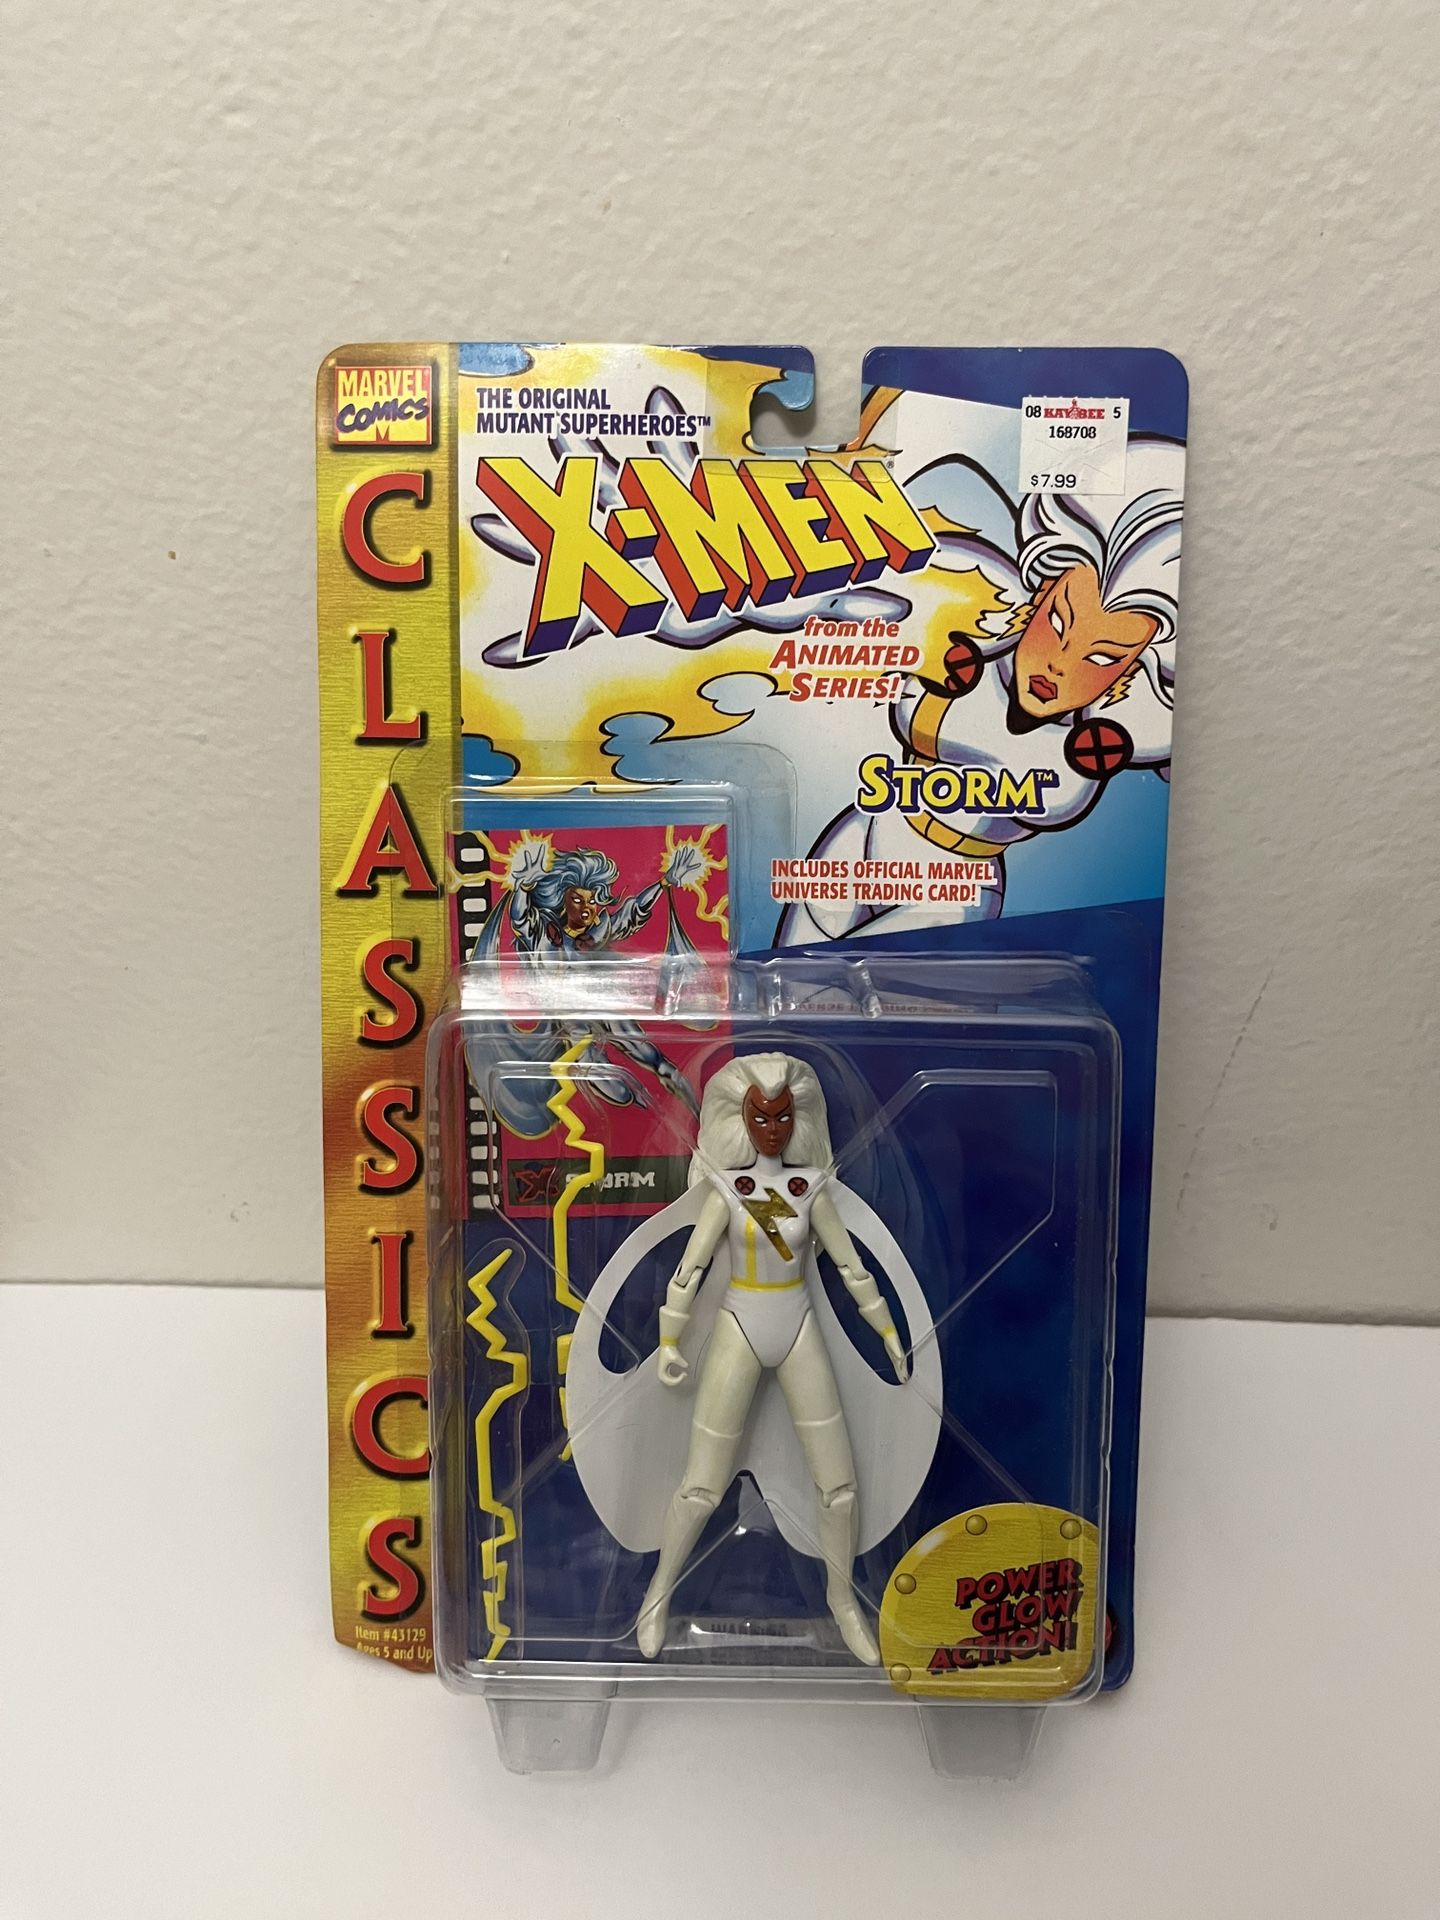 MARVEL
COMICS
M
CLASSICS
THE ORIGINAL
MUTANT SUPERHEROES™
X-MEN®
from the
ANIMATED
SERIES!
08 KAY·BEE 5
168708
$7.99
STORM™
INCLUDES OFFICIAL MARVEL
UNIVERSE TRADING CARD!
X STORM
POWER
GLOW
ACTION!
Item #43129
Ages 5 and Up